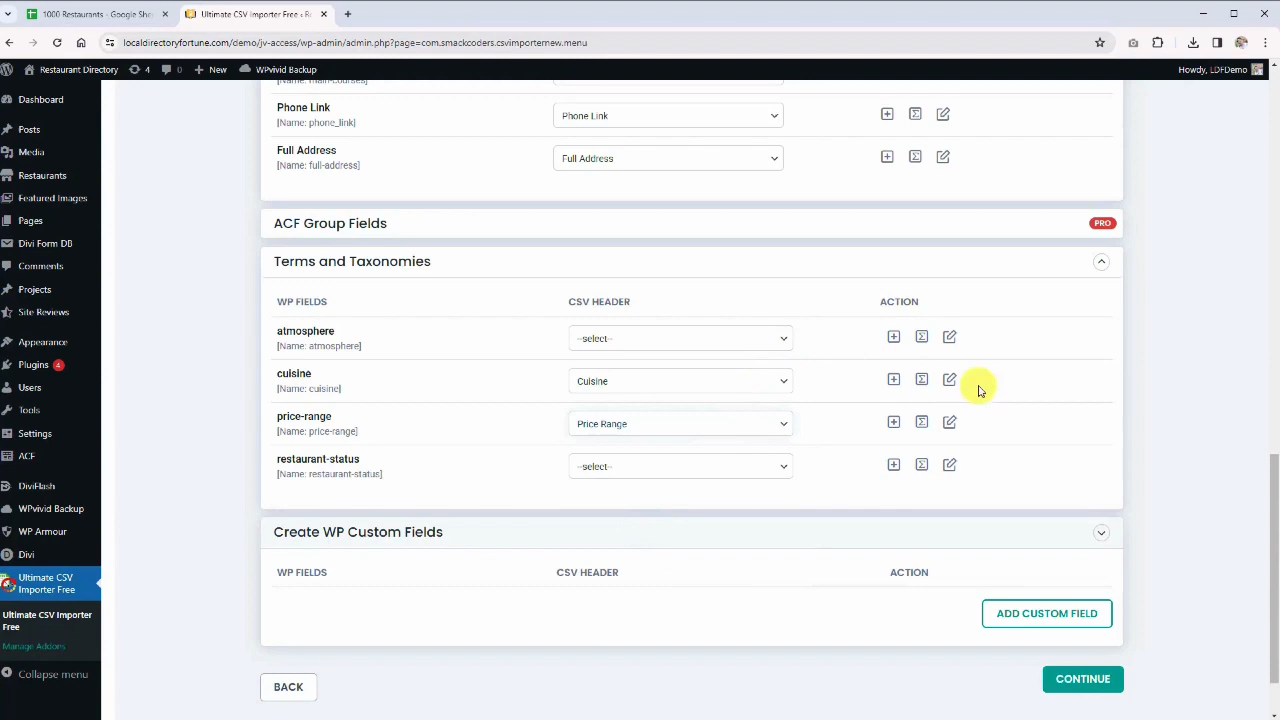 1000 Restaurants - Google She
Ultimate CSV Importer Free ‹ Re
localdirectoryfortune.com/demo/jv-access/wp-admin/admin.php?page=com.smackcoders.csvimporternew.menu
Restaurant Directory 4 0 New WPvivid Backup Howdy, LDFDemo
Dashboard
Posts
Media
Restaurants
Featured Images
Pages
Divi Form DB
Comments
Projects
Site Reviews
Appearance
Plugins 4
Users
Tools
Settings
ACF
DiviFlash
WPvivid Backup
WP Armour
Divi
Ultimate CSV
Importer Free
Ultimate CSV Importer
Free
Manage Addons
Collapse menu
[Name: main-courses]
Phone Link Phone Link
[Name: phone_link]
Full Address Full Address
[Name: full-address]
ACF Group Fields PRO
Terms and Taxonomies
WP FIELDS CSV HEADER ACTION
atmosphere --select--
[Name: atmosphere]
cuisine Cuisine
[Name: cuisine]
price-range Price Range
[Name: price-range]
restaurant-status --select--
[Name: restaurant-status]
Create WP Custom Fields
WP FIELDS CSV HEADER ACTION
ADD CUSTOM FIELD
BACK CONTINUE